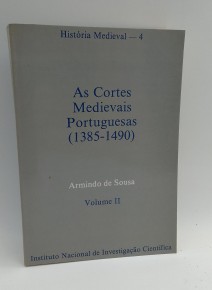 História Medieval — 4
As Cortes
Medievais
Portuguesas
(1385-1490)
Armindo de Sousa
Volume II
Instituto Nacional de Investigação Científica